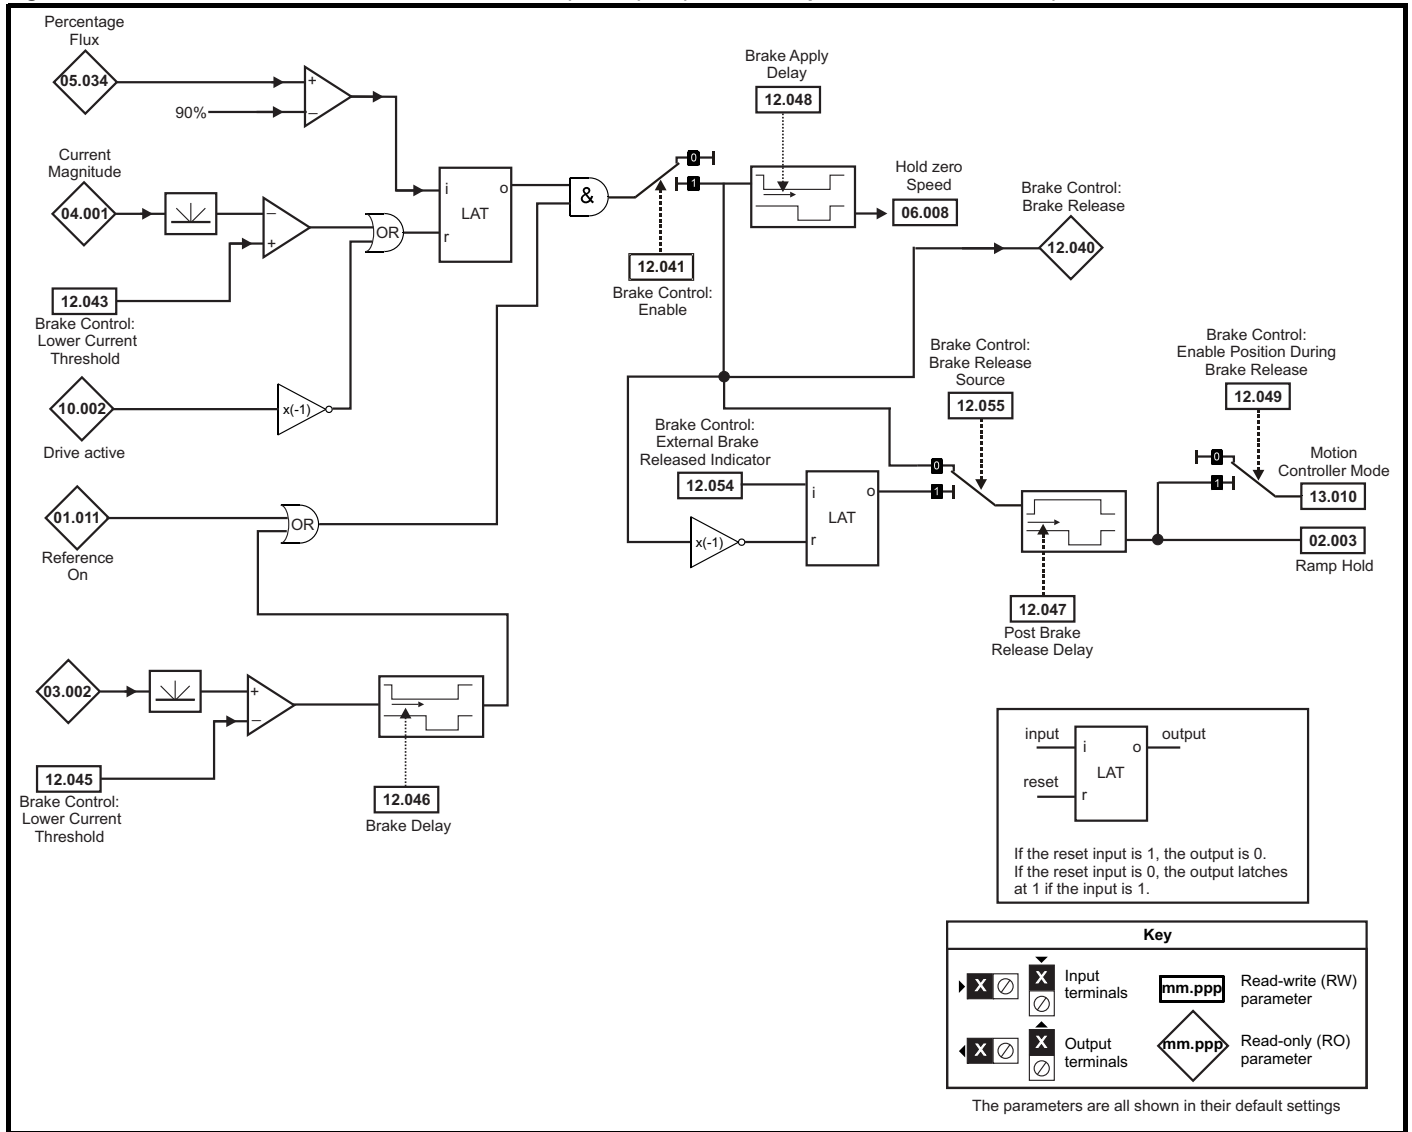 Percentage
Flux
05.034
+
90%
–
Current
Magnitude
04.001
–
+
12.043
Brake Control:
Lower Current
Threshold
10.002
Drive active
x(-1)
OR
i
o
LAT
r
&
0
1
12.041
Brake Control:
Enable
Brake Apply
Delay
12.048
Hold zero
Speed
06.008
Brake Control:
Brake Release
12.040
01.011
Reference
On
OR
03.002
+
–
12.045
Brake Control:
Lower Current
Threshold
12.046
Brake Delay
Brake Control:
External Brake
Released Indicator
12.054
x(-1)
i
o
LAT
r
Brake Control:
Brake Release
Source
12.055
0
1
12.047
Post Brake
Release Delay
Brake Control:
Enable Position During
Brake Release
12.049
0
1
Motion
Controller Mode
13.010
02.003
Ramp Hold
input
i
o
output
LAT
reset
r
If the reset input is 1, the output is 0.
If the reset input is 0, the output latches
at 1 if the input is 1.
Key
X
X
Input
terminals
mm.ppp
Read-write (RW)
parameter
X
X
Output
terminals
mm.ppp
Read-only (RO)
parameter
The parameters are all shown in their default settings